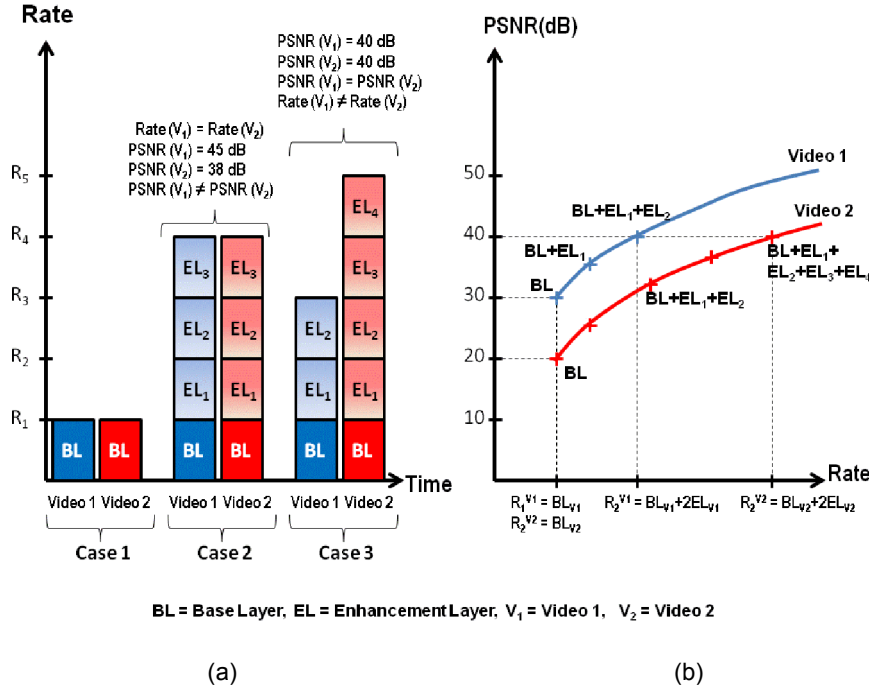 Rate
PSNR (V₁) = 40 dB
PSNR (V₂) = 40 dB
PSNR (V₁) = PSNR (V₂)
Rate (V₁) ≠ Rate (V₂)
Rate (V₁) = Rate (V₂)
PSNR (V₁) = 45 dB
PSNR (V₂) = 38 dB
PSNR (V₁) ≠ PSNR (V₂)
R₅
R₄
R₃
R₂
R₁
BL
BL
EL₃
EL₂
EL₁
BL
EL₃
EL₂
EL₁
BL
EL₂
EL₁
BL
EL₄
EL₃
EL₂
EL₁
BL
Time
Video 1 Video 2
Video 1 Video 2
Video 1 Video 2
Case 1
Case 2
Case 3
PSNR(dB)
50
40
30
20
10
Video 1
BL+EL₁+EL₂
BL+EL₁
BL
Video 2
BL+EL₁+
EL₂+EL₃+EL₄
BL+EL₁+EL₂
BL
Rate
R₁ⱽ¹ = BLᵥ₁
R₂ⱽ² = BLᵥ₂
R₂ⱽ¹ = BLᵥ₁+2ELᵥ₁
R₂ⱽ² = BLᵥ₂+2ELᵥ₂
BL = Base Layer, EL = Enhancement Layer, V₁ = Video 1, V₂ = Video 2
(a)
(b)